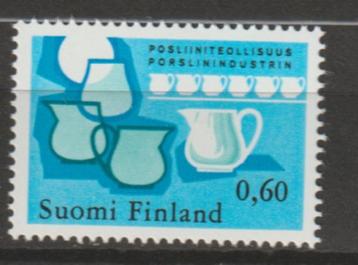 POSLIINITEOLLISUUS
PORSLININDUSTRIN
0,60
Suomi Finland